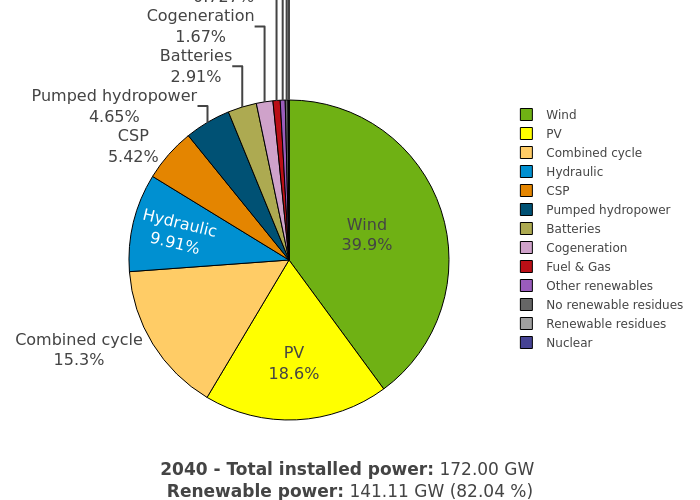 Cogeneration
1.67%
Batteries
2.91%
Pumped hydropower
4.65%
CSP
5.42%
Hydraulic
9.91%
Wind
39.9%
Combined cycle
15.3%
PV
18.6%
Wind
PV
Combined cycle
Hydraulic
CSP
Pumped hydropower
Batteries
Cogeneration
Fuel & Gas
Other renewables
No renewable residues
Renewable residues
Nuclear
2040 - Total installed power: 172.00 GW
Renewable power: 141.11 GW (82.04 %)